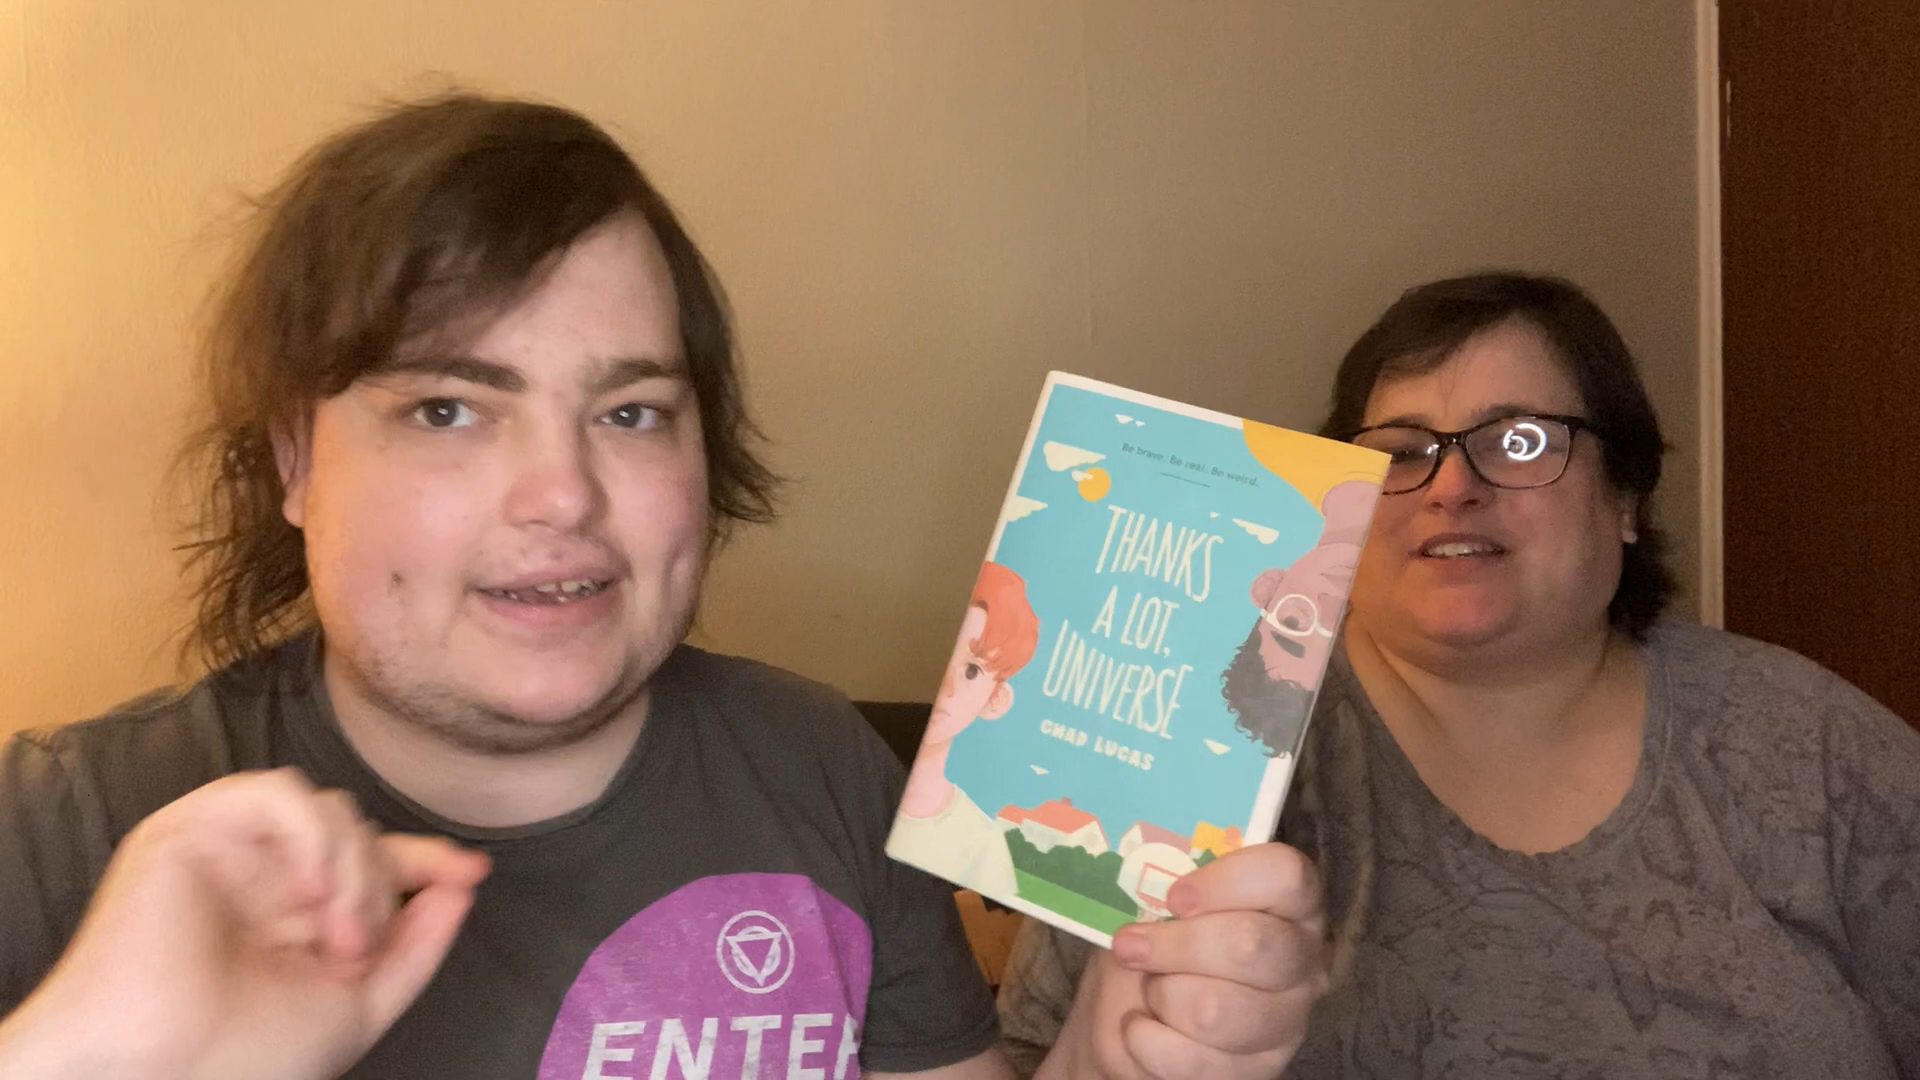 Be brave. Be real. Be weird.
THANKS
A LOT,
UNIVERSE
CHAD LUCAS
ENTER